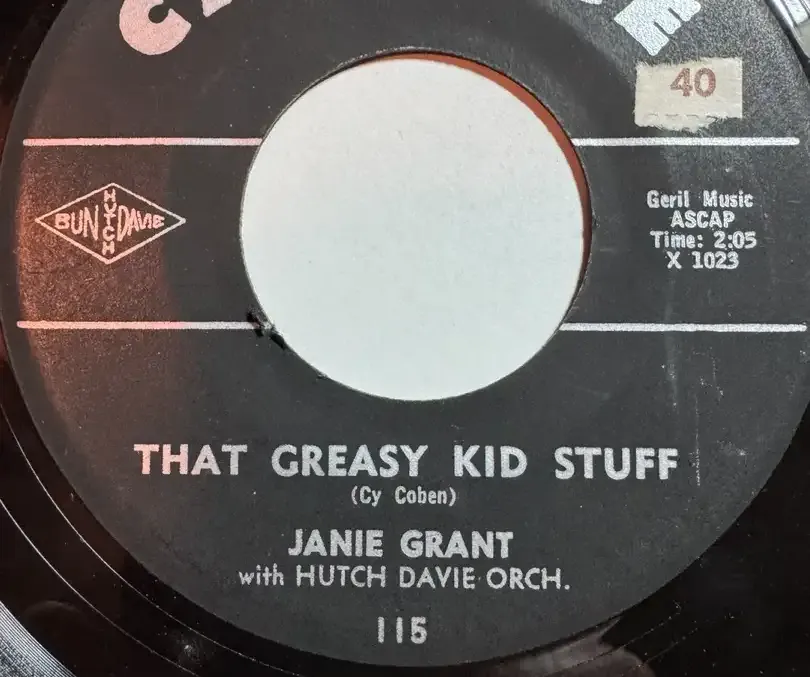 40
BUN DAVIE
HUTCH
Geril Music
ASCAP
Time: 2:05
X 1023
THAT GREASY KID STUFF
(Cy Coben)
JANIE GRANT
with HUTCH DAVIE ORCH.
115